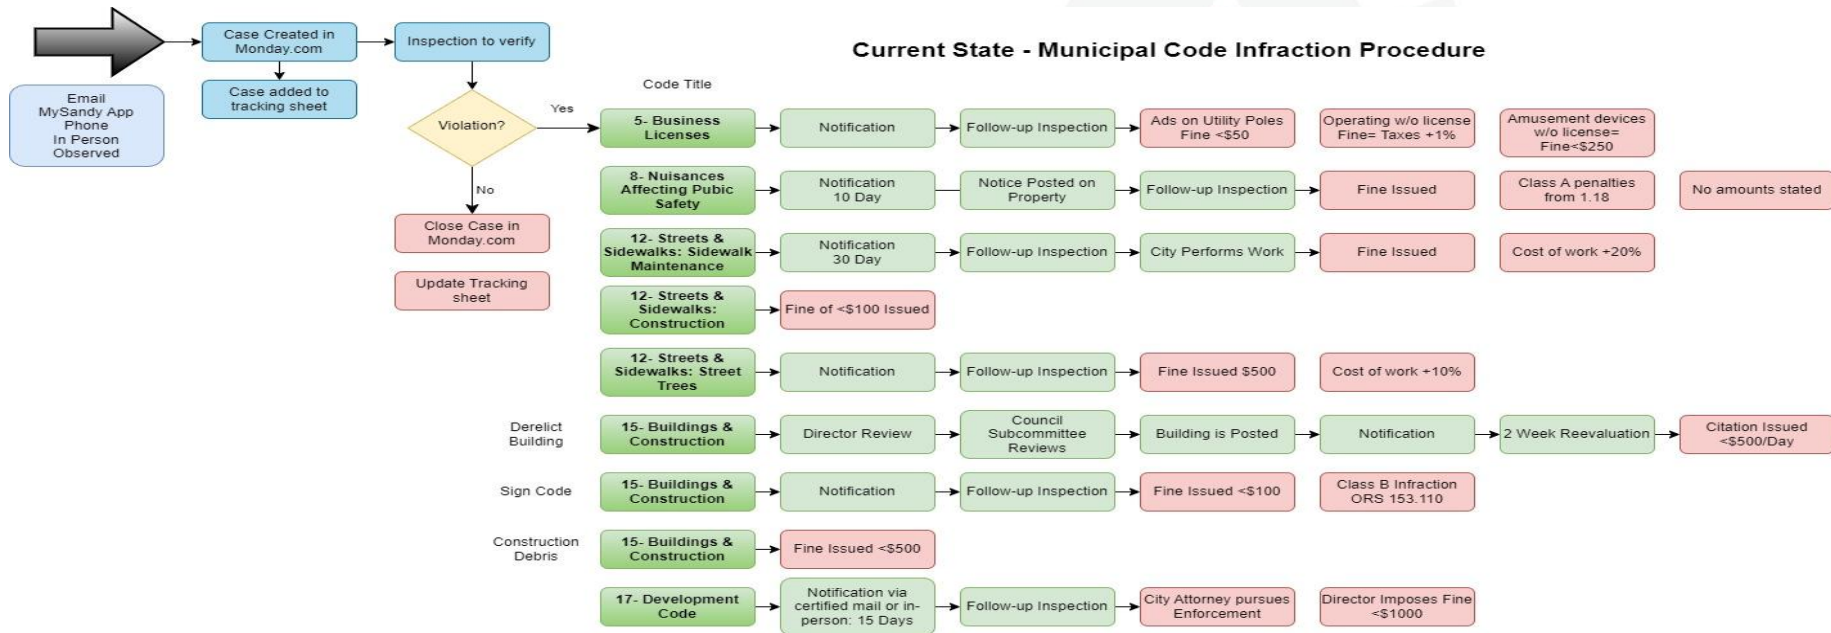 Current State - Municipal Code Infraction Procedure
Case Created in
Monday.com
Inspection to verify
Case added to
tracking sheet
Email
MySandy App
Phone
In Person
Observed
Violation?
Yes
No
Close Case in
Monday.com
Update Tracking
sheet
Code Title
5- Business
Licenses
Notification
Follow-up Inspection
Ads on Utility Poles
Fine <$50
Operating w/o license
Fine= Taxes +1%
Amusement devices
w/o license=
Fine<$250
8- Nuisances
Affecting Pubic
Safety
Notification
10 Day
Notice Posted on
Property
Follow-up Inspection
Fine Issued
Class A penalties
from 1.18
No amounts stated
12- Streets &
Sidewalks: Sidewalk
Maintenance
Notification
30 Day
Follow-up Inspection
City Performs Work
Fine Issued
Cost of work +20%
12- Streets &
Sidewalks:
Construction
Fine of <$100 Issued
12- Streets &
Sidewalks: Street
Trees
Notification
Follow-up Inspection
Fine Issued $500
Cost of work +10%
Derelict
Building
15- Buildings &
Construction
Director Review
Council
Subcommittee
Reviews
Building is Posted
Notification
2 Week Reevaluation
Citation Issued
<$500/Day
Sign Code
15- Buildings &
Construction
Notification
Follow-up Inspection
Fine Issued <$100
Class B Infraction
ORS 153.110
Construction
Debris
15- Buildings &
Construction
Fine Issued <$500
17- Development
Code
Notification via
certified mail or in-
person: 15 Days
Follow-up Inspection
City Attorney pursues
Enforcement
Director Imposes Fine
<$1000